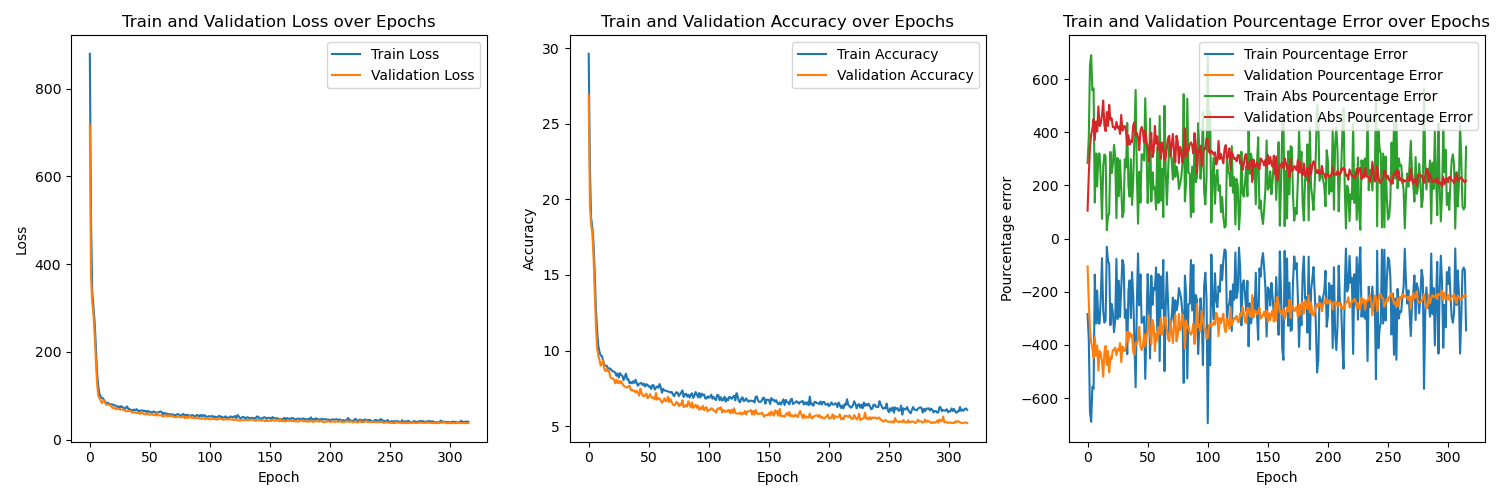 Train and Validation Loss over Epochs
Train Loss
Validation Loss
800
600
400
200
0
Loss
0 50 100 150 200 250 300
Epoch
Train and Validation Accuracy over Epochs
Train Accuracy
Validation Accuracy
30
25
20
15
10
5
Accuracy
0 50 100 150 200 250 300
Epoch
Train and Validation Pourcentage Error over Epochs
Train Pourcentage Error
Validation Pourcentage Error
Train Abs Pourcentage Error
Validation Abs Pourcentage Error
600
400
200
0
−200
−400
−600
Pourcentage error
0 50 100 150 200 250 300
Epoch